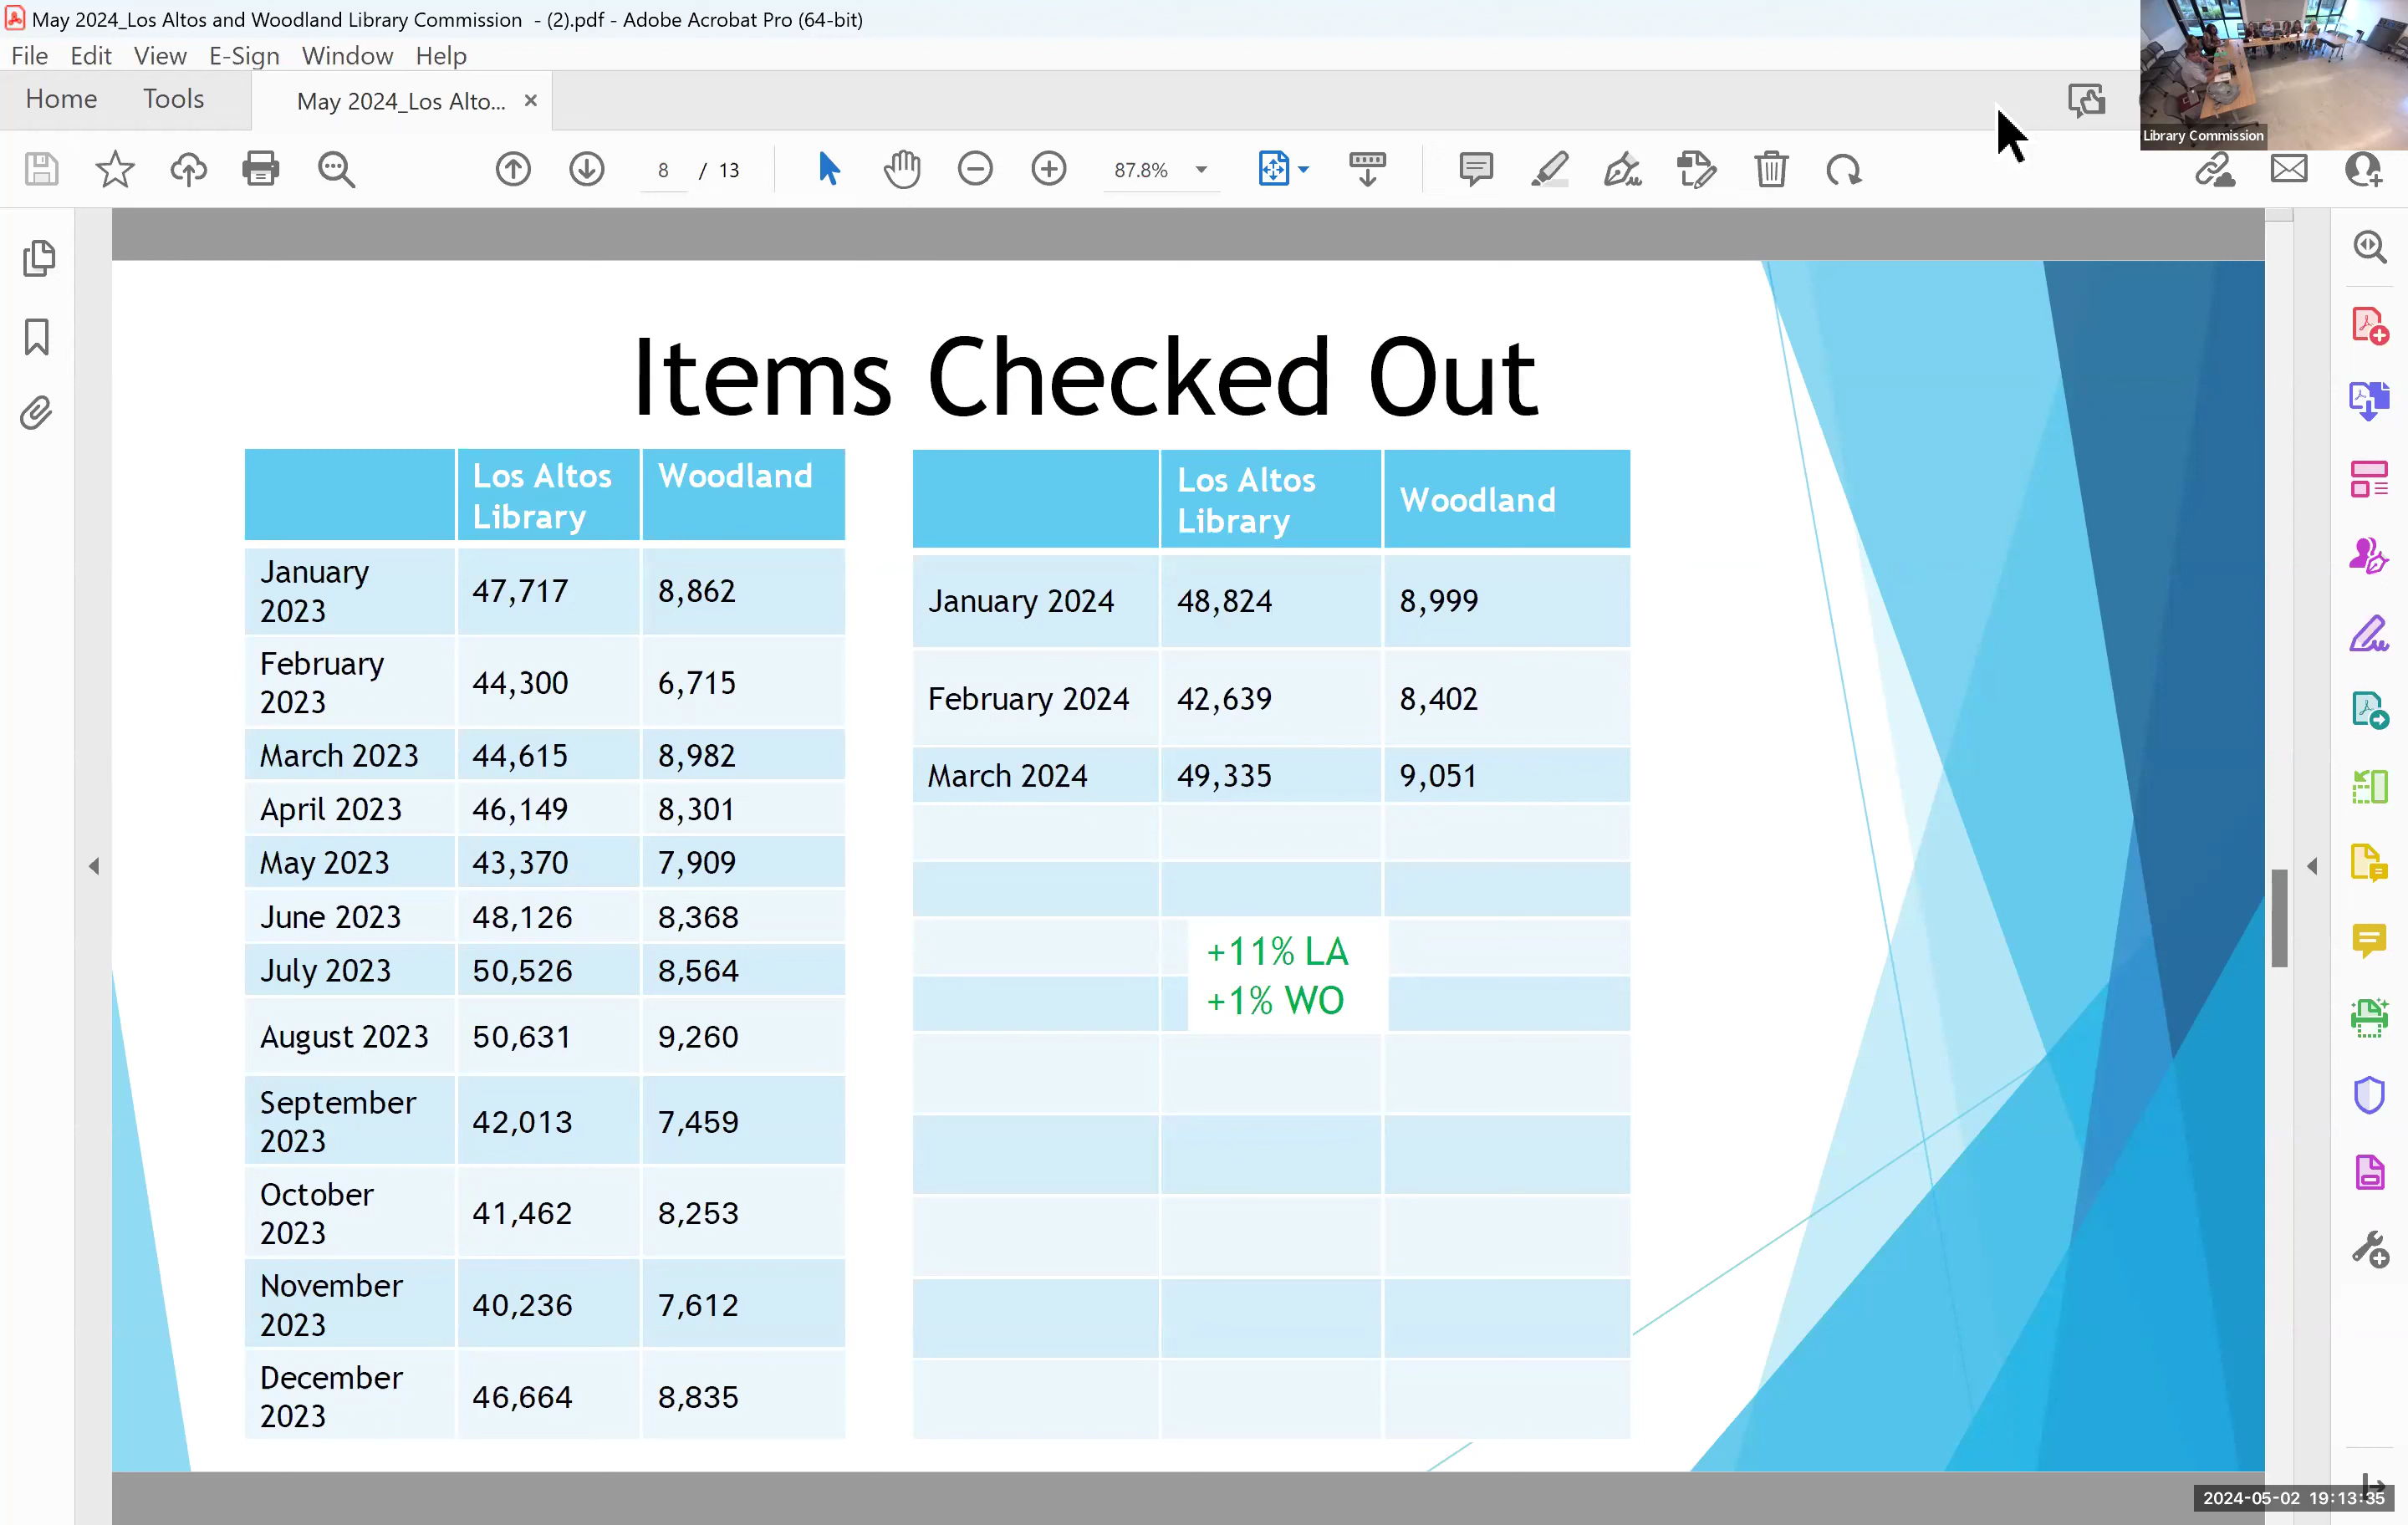 May 2024_Los Altos and Woodland Library Commission - (2).pdf - Adobe Acrobat Pro (64-bit)
File Edit View E-Sign Window Help
Home Tools May 2024_Los Alto... ×
Library Commission
8 / 13 87.8%
Items Checked Out
Los Altos Library Woodland
January 2023 47,717 8,862
February 2023 44,300 6,715
March 2023 44,615 8,982
April 2023 46,149 8,301
May 2023 43,370 7,909
June 2023 48,126 8,368
July 2023 50,526 8,564
August 2023 50,631 9,260
September 2023 42,013 7,459
October 2023 41,462 8,253
November 2023 40,236 7,612
December 2023 46,664 8,835
Los Altos Library Woodland
January 2024 48,824 8,999
February 2024 42,639 8,402
March 2024 49,335 9,051
+11% LA
+1% WO
2024-05-02 19:13:35